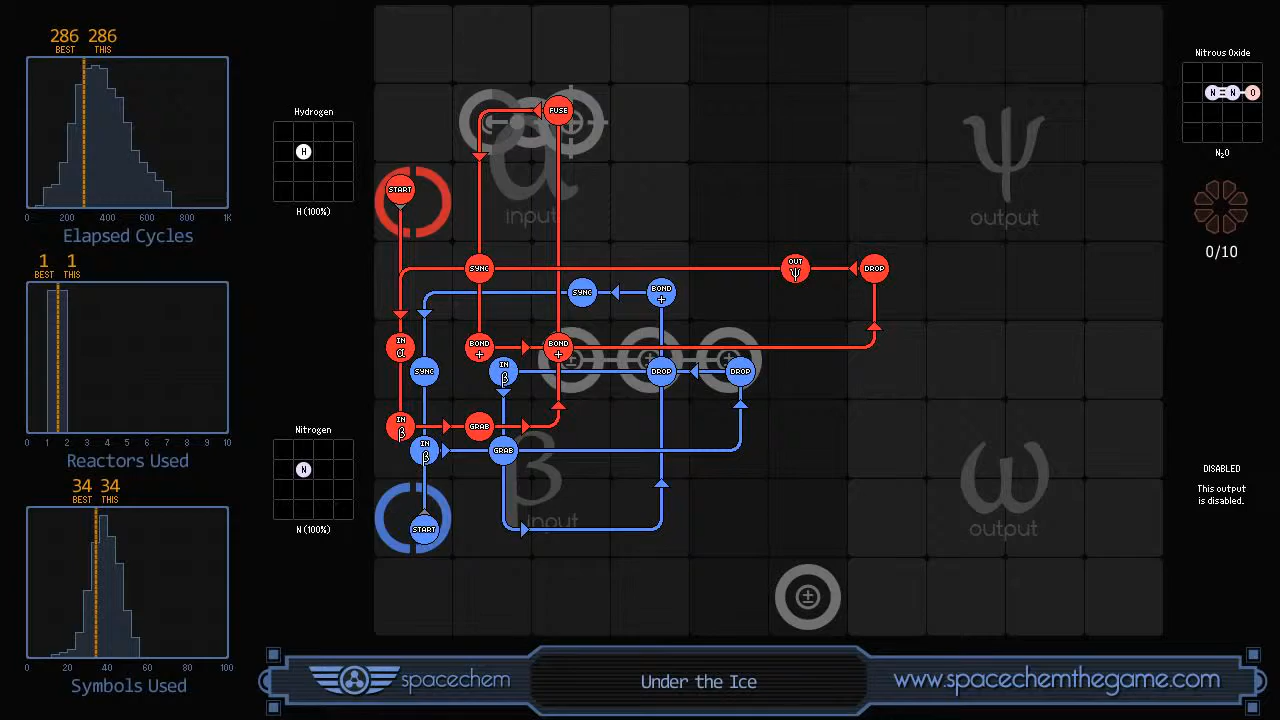 286 286
BEST THIS
0 200 400 600 800 1K
Elapsed Cycles
1 1
BEST THIS
0 1 2 3 4 5 6 7 8 9 10
Reactors Used
34 34
BEST THIS
0 20 40 60 80 100
Symbols Used
Hydrogen
H
H (100%)
Nitrogen
N
N (100%)
START
FUSE
α
input
SYNC
OUT
ψ
DROP
SYNC
BOND
+
IN
α
BOND
+
BOND
+
IN
β
SYNC
DROP
DROP
IN
β
GRAB
IN
β
GRAB
β
input
START
ψ
output
ω
output
Nitrous Oxide
N=N-O
N₂O
0/10
DISABLED
This output
is disabled.
spacechem
Under the Ice
www.spacechemthegame.com